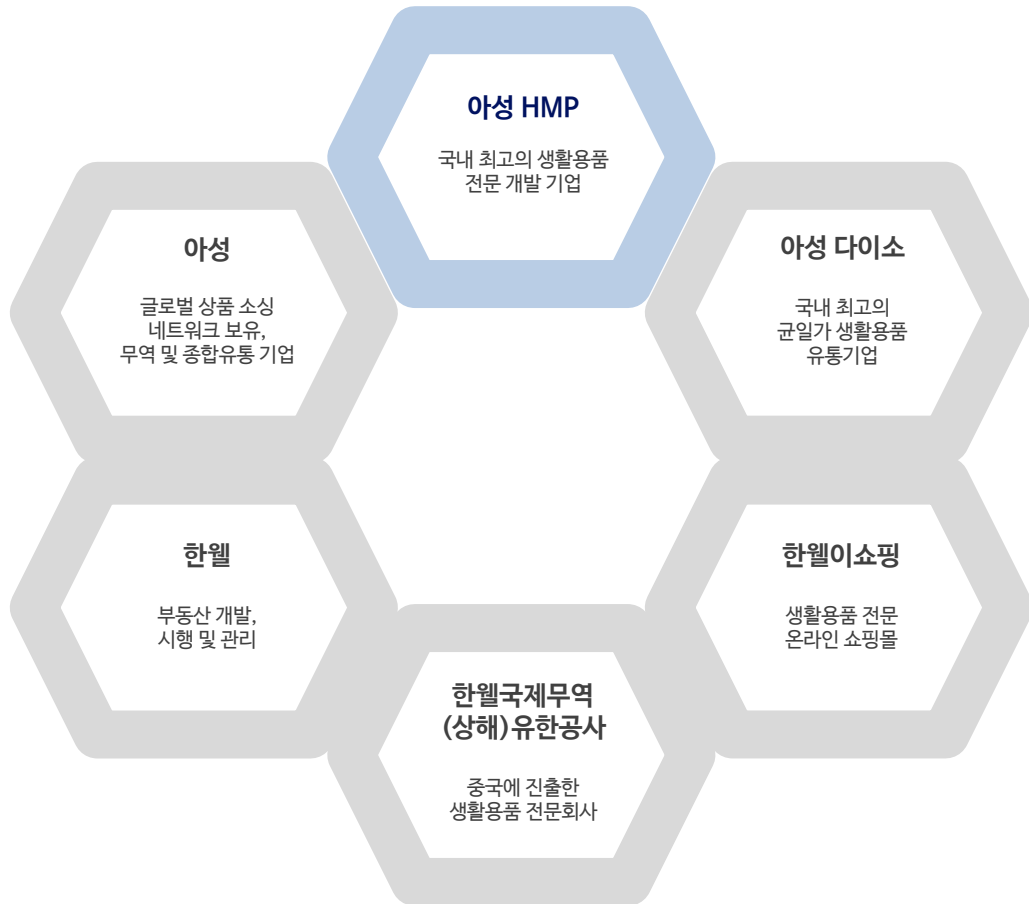 아성 HMP
국내 최고의 생활용품
전문 개발 기업
아성
글로벌 상품 소싱
네트워크 보유,
무역 및 종합유통 기업
아성 다이소
국내 최고의
균일가 생활용품
유통기업
한웰
부동산 개발,
시행 및 관리
한웰이쇼핑
생활용품 전문
온라인 쇼핑몰
한웰국제무역
(상해)유한공사
중국에 진출한
생활용품 전문회사